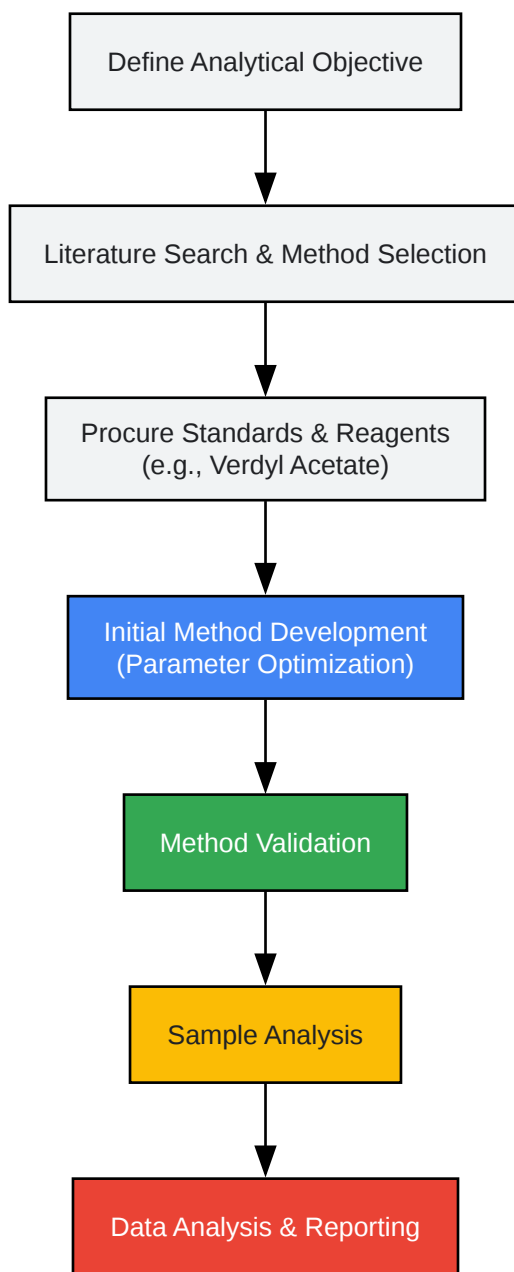 Define Analytical Objective
Literature Search & Method Selection
Procure Standards & Reagents
(e.g., Verdyl Acetate)
Initial Method Development
(Parameter Optimization)
Method Validation
Sample Analysis
Data Analysis & Reporting